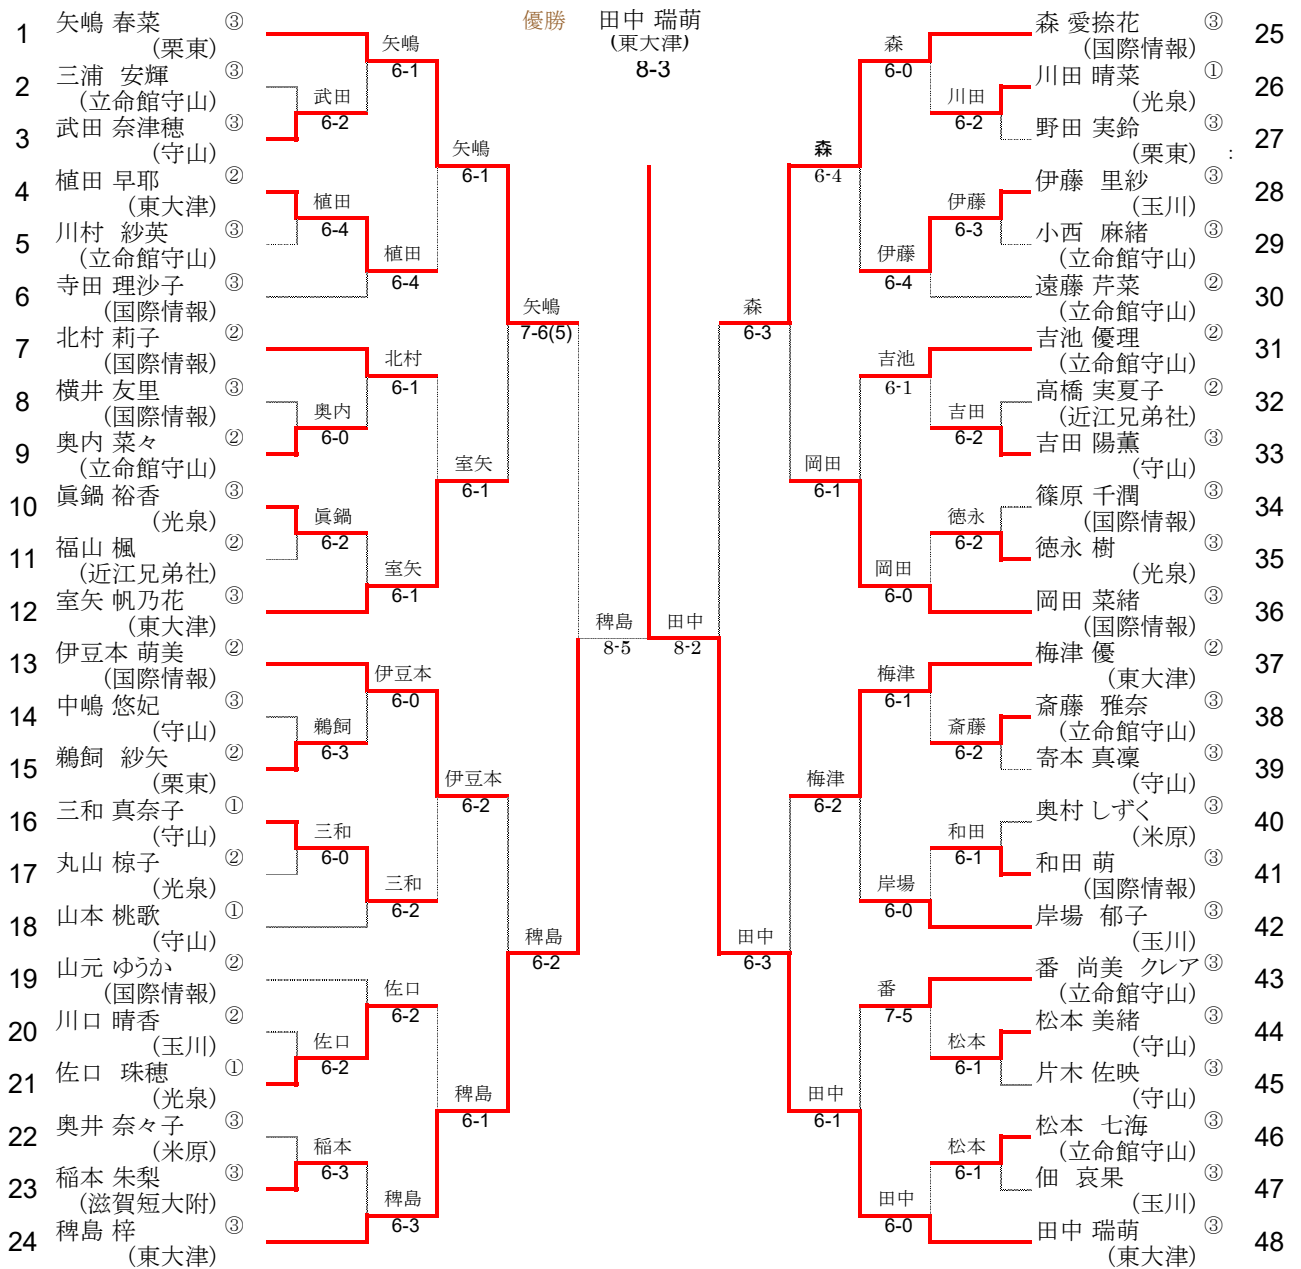 優勝 田中 瑞萌
(東大津)
8-3
1 矢嶋 春菜 ③
(栗東)
2 三浦 安輝 ③
(立命館守山)
3 武田 奈津穂 ③
(守山)
4 植田 早耶 ②
(東大津)
5 川村 紗英 ③
(立命館守山)
6 寺田 理沙子 ③
(国際情報)
7 北村 莉子 ②
(国際情報)
8 横井 友里 ③
(国際情報)
9 奥内 菜々 ②
(立命館守山)
10 眞鍋 裕香 ③
(光泉)
11 福山 楓 ②
(近江兄弟社)
12 室矢 帆乃花 ③
(東大津)
13 伊豆本 萌美 ②
(国際情報)
14 中嶋 悠妃 ③
(守山)
15 鵜飼 紗矢 ②
(栗東)
16 三和 真奈子 ①
(守山)
17 丸山 椋子 ②
(光泉)
18 山本 桃歌 ①
(守山)
19 山元 ゆうか ②
(国際情報)
20 川口 晴香 ②
(玉川)
21 佐口 珠穂 ①
(光泉)
22 奥井 奈々子 ③
(米原)
23 稲本 朱梨 ③
(滋賀短大附)
24 稗島 梓 ③
(東大津)
武田
6-2
植田
6-4
奥内
6-0
眞鍋
6-2
鵜飼
6-3
三和
6-0
佐口
6-2
稲本
6-3
矢嶋
6-1
植田
6-4
北村
6-1
室矢
6-1
伊豆本
6-0
三和
6-2
佐口
6-2
稗島
6-3
矢嶋
6-1
室矢
6-1
伊豆本
6-2
稗島
6-1
矢嶋
7-6(5)
稗島
6-2
稗島
8-5
田中
8-2
森
6-3
田中
6-3
森
6-4
岡田
6-1
梅津
6-2
田中
6-1
森
6-0
伊藤
6-4
吉池
6-1
岡田
6-0
梅津
6-1
岸場
6-0
番
7-5
田中
6-0
川田
6-2
伊藤
6-3
吉田
6-2
徳永
6-2
斎藤
6-2
和田
6-1
松本
6-1
松本
6-1
森 愛捺花 ③ 25
(国際情報)
川田 晴菜 ① 26
(光泉)
野田 実鈴 ③ 27
(栗東) :
伊藤 里紗 ③ 28
(玉川)
小西 麻緒 ③ 29
(立命館守山)
遠藤 芹菜 ② 30
(立命館守山)
吉池 優理 ② 31
(立命館守山)
高橋 実夏子 ② 32
(近江兄弟社)
吉田 陽薫 ③ 33
(守山)
篠原 千潤 ③ 34
(国際情報)
徳永 樹 ③ 35
(光泉)
岡田 菜緒 ③ 36
(国際情報)
梅津 優 ② 37
(東大津)
斎藤 雅奈 ③ 38
(立命館守山)
寄本 真凜 ③ 39
(守山)
奥村 しずく ③ 40
(米原)
和田 萌 ③ 41
(国際情報)
岸場 郁子 ③ 42
(玉川)
番 尚美 クレア ③ 43
(立命館守山)
松本 美緒 ③ 44
(守山)
片木 佐映 ③ 45
(守山)
松本 七海 ③ 46
(立命館守山)
佃 哀果 ③ 47
(玉川)
田中 瑞萌 ③ 48
(東大津)